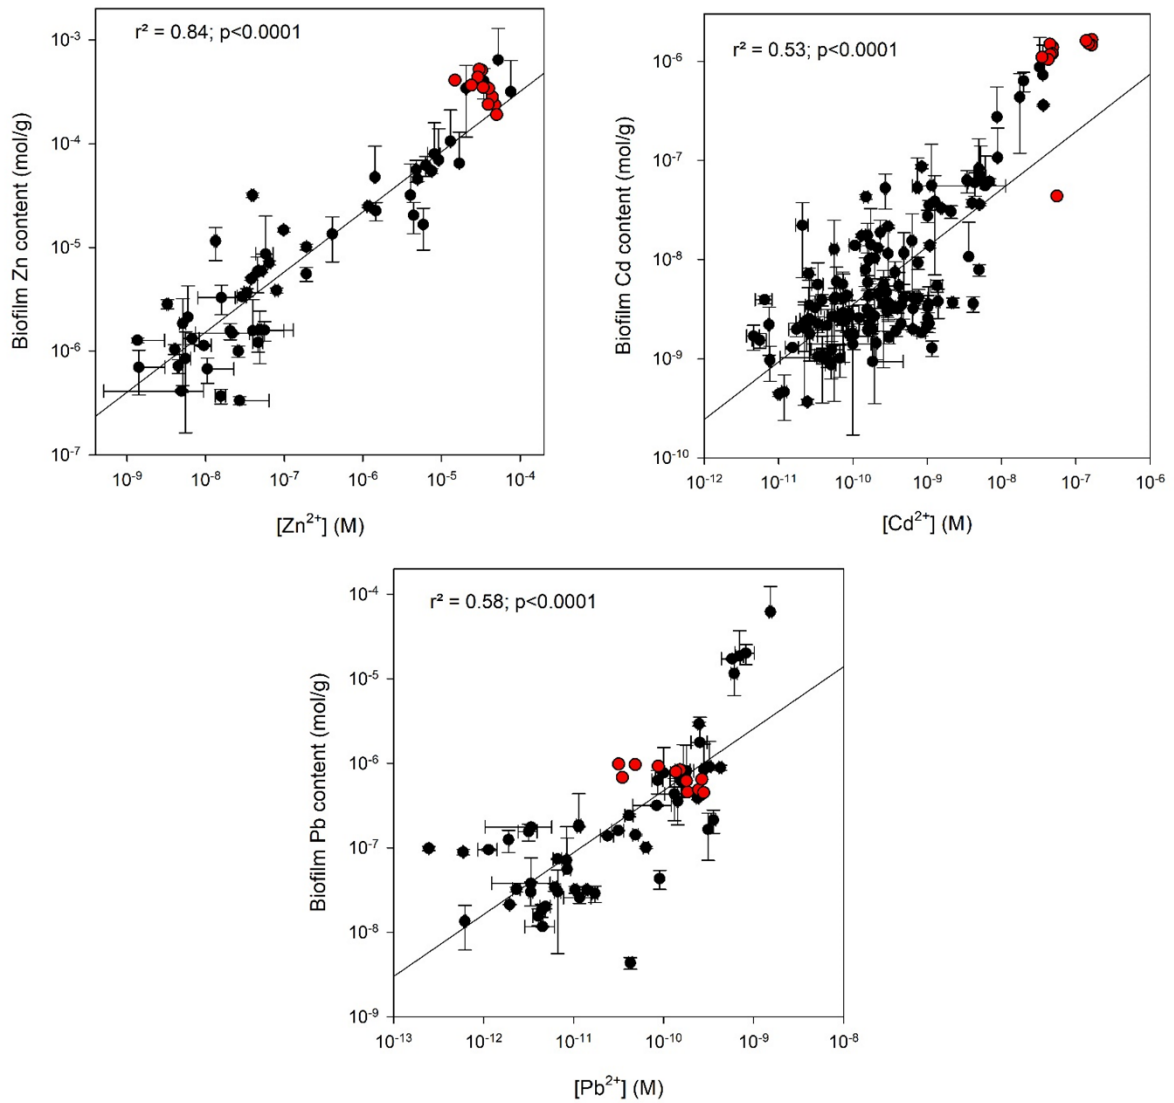 r² = 0.84; p<0.0001
Biofilm Zn content (mol/g)
10⁻³
10⁻⁴
10⁻⁵
10⁻⁶
10⁻⁷
10⁻⁹ 10⁻⁸ 10⁻⁷ 10⁻⁶ 10⁻⁵ 10⁻⁴
[Zn²⁺] (M)
r² = 0.53; p<0.0001
Biofilm Cd content (mol/g)
10⁻⁶
10⁻⁷
10⁻⁸
10⁻⁹
10⁻¹⁰
10⁻¹² 10⁻¹¹ 10⁻¹⁰ 10⁻⁹ 10⁻⁸ 10⁻⁷ 10⁻⁶
[Cd²⁺] (M)
r² = 0.58; p<0.0001
Biofilm Pb content (mol/g)
10⁻⁴
10⁻⁵
10⁻⁶
10⁻⁷
10⁻⁸
10⁻⁹
10⁻¹³ 10⁻¹² 10⁻¹¹ 10⁻¹⁰ 10⁻⁹ 10⁻⁸
[Pb²⁺] (M)